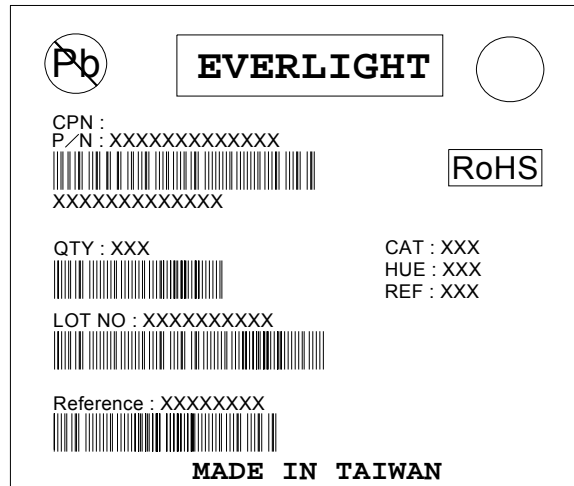 Pb
EVERLIGHT
CPN :
P/N : XXXXXXXXXXXXX
RoHS
XXXXXXXXXXXXX
QTY : XXX
CAT : XXX
HUE : XXX
REF : XXX
LOT NO : XXXXXXXXXX
Reference : XXXXXXXX
MADE IN TAIWAN